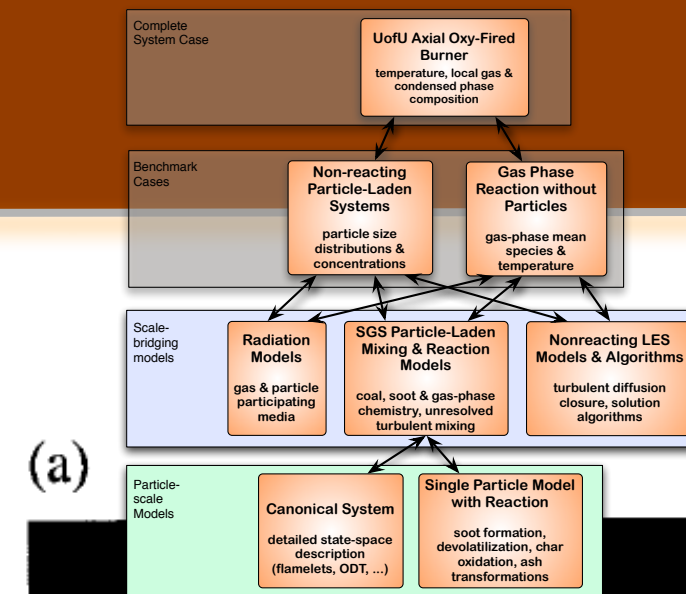 Complete
System Case
UofU Axial Oxy-Fired
Burner
temperature, local gas &
condensed phase
composition
Benchmark
Cases
Non-reacting
Particle-Laden
Systems
particle size
distributions &
concentrations
Gas Phase
Reaction without
Particles
gas-phase mean
species &
temperature
Scale-
bridging
models
Radiation
Models
gas & particle
participating
media
SGS Particle-Laden
Mixing & Reaction
Models
coal, soot & gas-phase
chemistry, unresolved
turbulent mixing
Nonreacting LES
Models & Algorithms
turbulent diffusion
closure, solution
algorithms
(a)
Particle-
scale
Models
Canonical System
detailed state-space
description
(flamelets, ODT, ...)
Single Particle Model
with Reaction
soot formation,
devolatilization, char
oxidation, ash
transformations